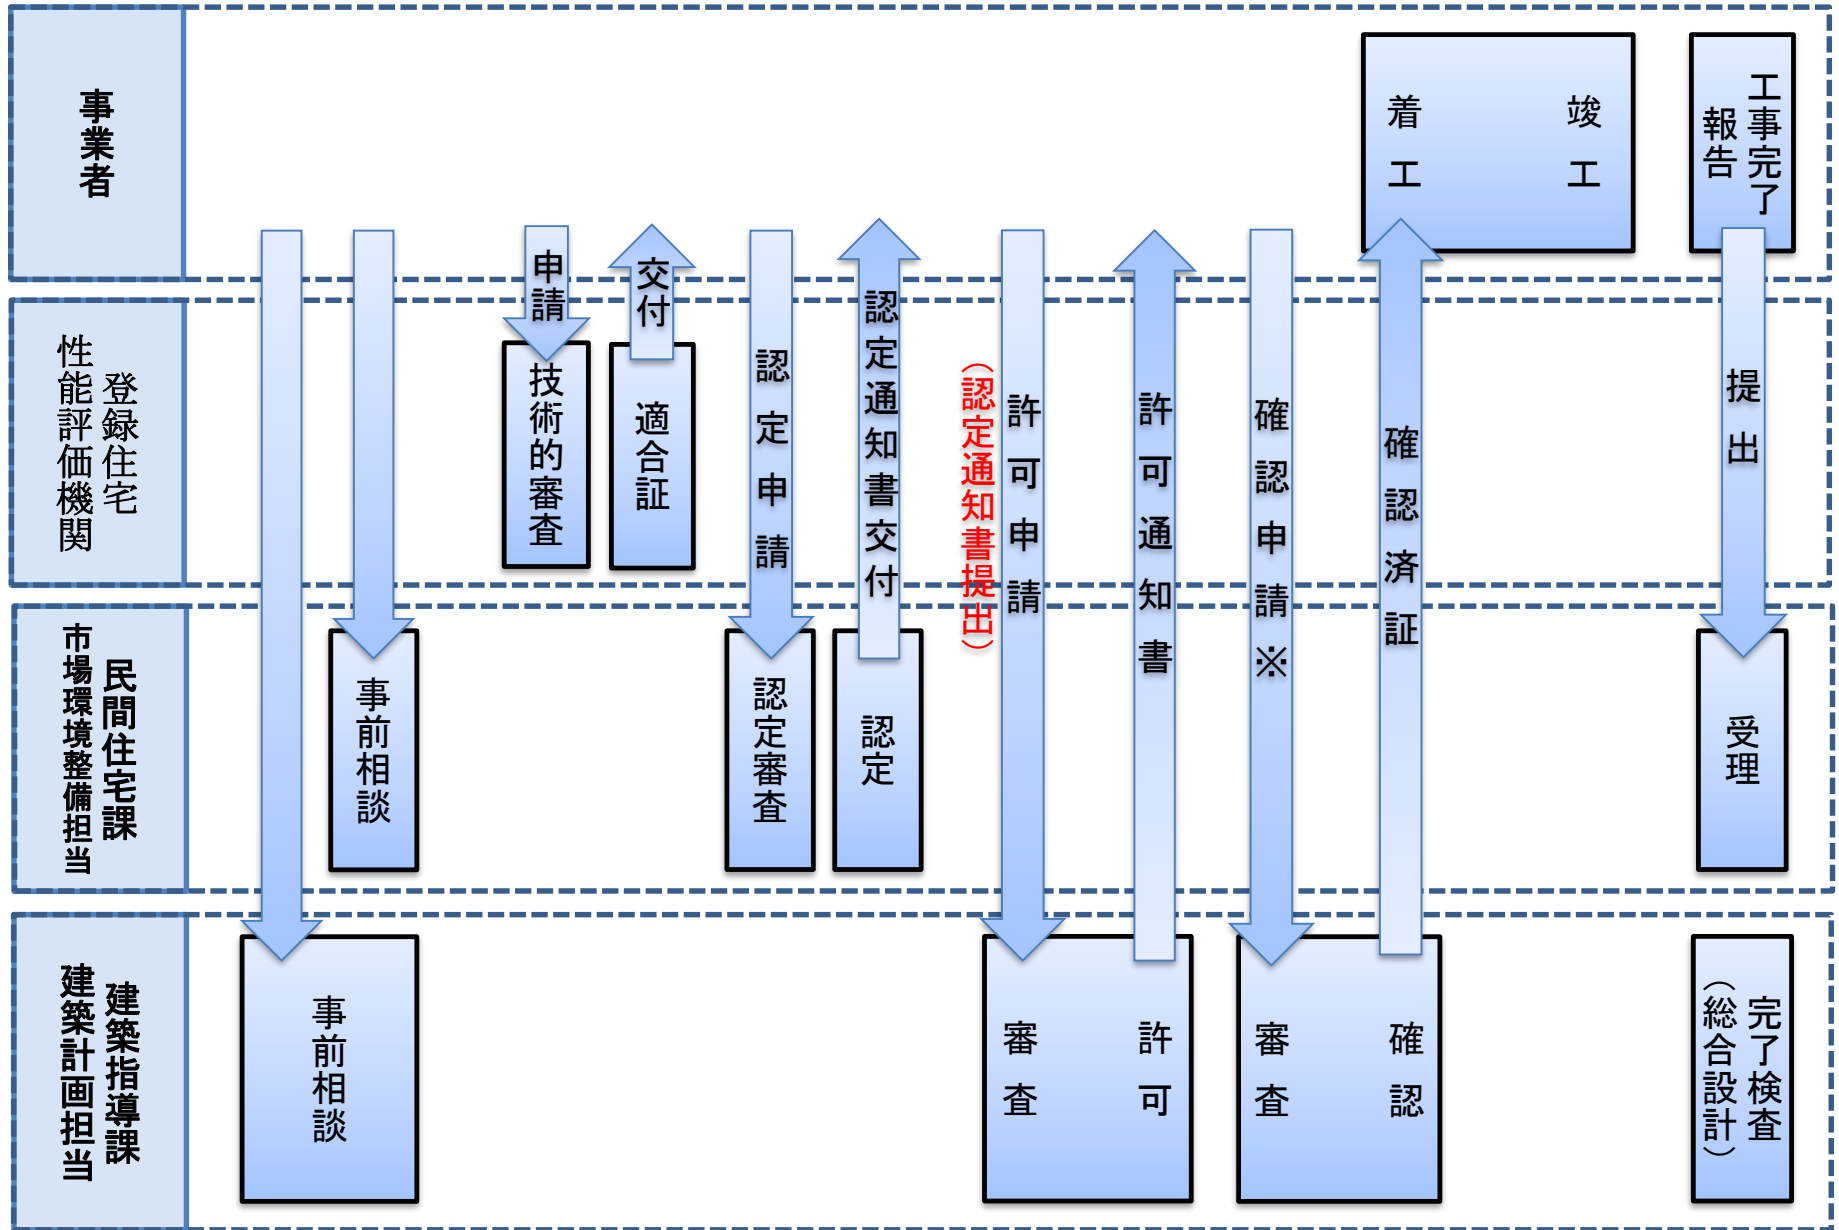 事業者
着工
竣工
工事完了
報告
登録住宅
性能評価機関
申請
交付
技術的審査
適合証
認定申請
認定通知書交付
（認定通知書提出）
許可申請
許可通知書
確認申請※
確認済証
提出
民間住宅課
市場環境整備担当
事前相談
認定審査
認定
受理
建築指導課
建築計画担当
事前相談
審査
許可
審査
確認
完了検査
（総合設計）